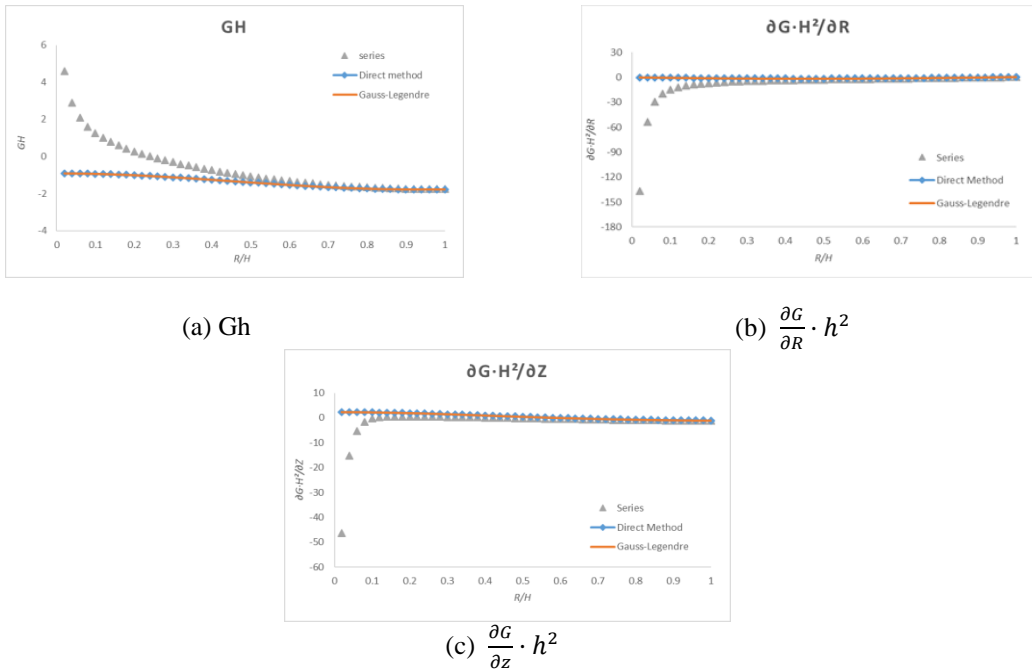 GH
6
4
2
0
-2
-4
GH
series
Direct method
Gauss-Legendre
0 0.1 0.2 0.3 0.4 0.5 0.6 0.7 0.8 0.9 1
R/H
(a) Gh
∂G·H²/∂R
30
0
-30
-60
-90
-120
-150
-180
∂G·H²/∂R
Series
Direct Method
Gauss-Legendre
0 0.1 0.2 0.3 0.4 0.5 0.6 0.7 0.8 0.9 1
R/H
(b) ∂G/∂R · h²
∂G·H²/∂Z
10
0
-10
-20
-30
-40
-50
-60
∂G·H²/∂Z
Series
Direct Method
Gauss-Legendre
0 0.1 0.2 0.3 0.4 0.5 0.6 0.7 0.8 0.9 1
R/H
(c) ∂G/∂z · h²